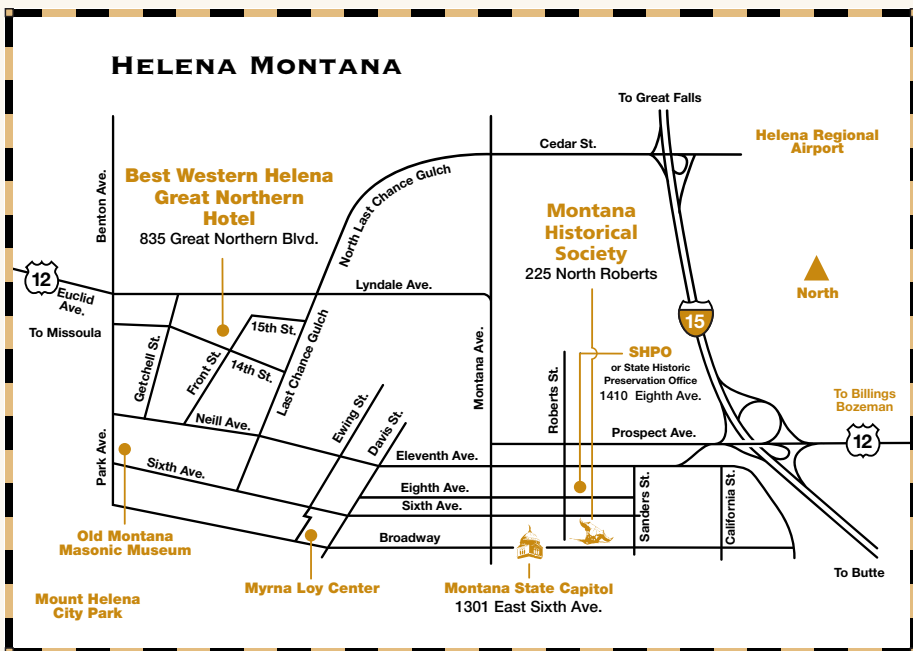 HELENA MONTANA
To Great Falls
Cedar St.
Helena Regional
Airport
Benton Ave.
Best Western Helena
Great Northern
Hotel
835 Great Northern Blvd.
North Last Chance Gulch
Montana
Historical
Society
225 North Roberts
12
Euclid
Ave.
Lyndale Ave.
North
To Missoula
15th St.
15
Getchell St.
Front St.
14th St.
Last Chance Gulch
Montana Ave.
Roberts St.
SHPO
or State Historic
Preservation Office
1410 Eighth Ave.
To Billings
Bozeman
Neill Ave.
Ewing St.
Davis St.
Prospect Ave.
12
Park Ave.
Sixth Ave.
Eleventh Ave.
Eighth Ave.
Sixth Ave.
Sanders St.
California St.
Old Montana
Masonic Museum
Broadway
To Butte
Myrna Loy Center
Montana State Capitol
1301 East Sixth Ave.
Mount Helena
City Park